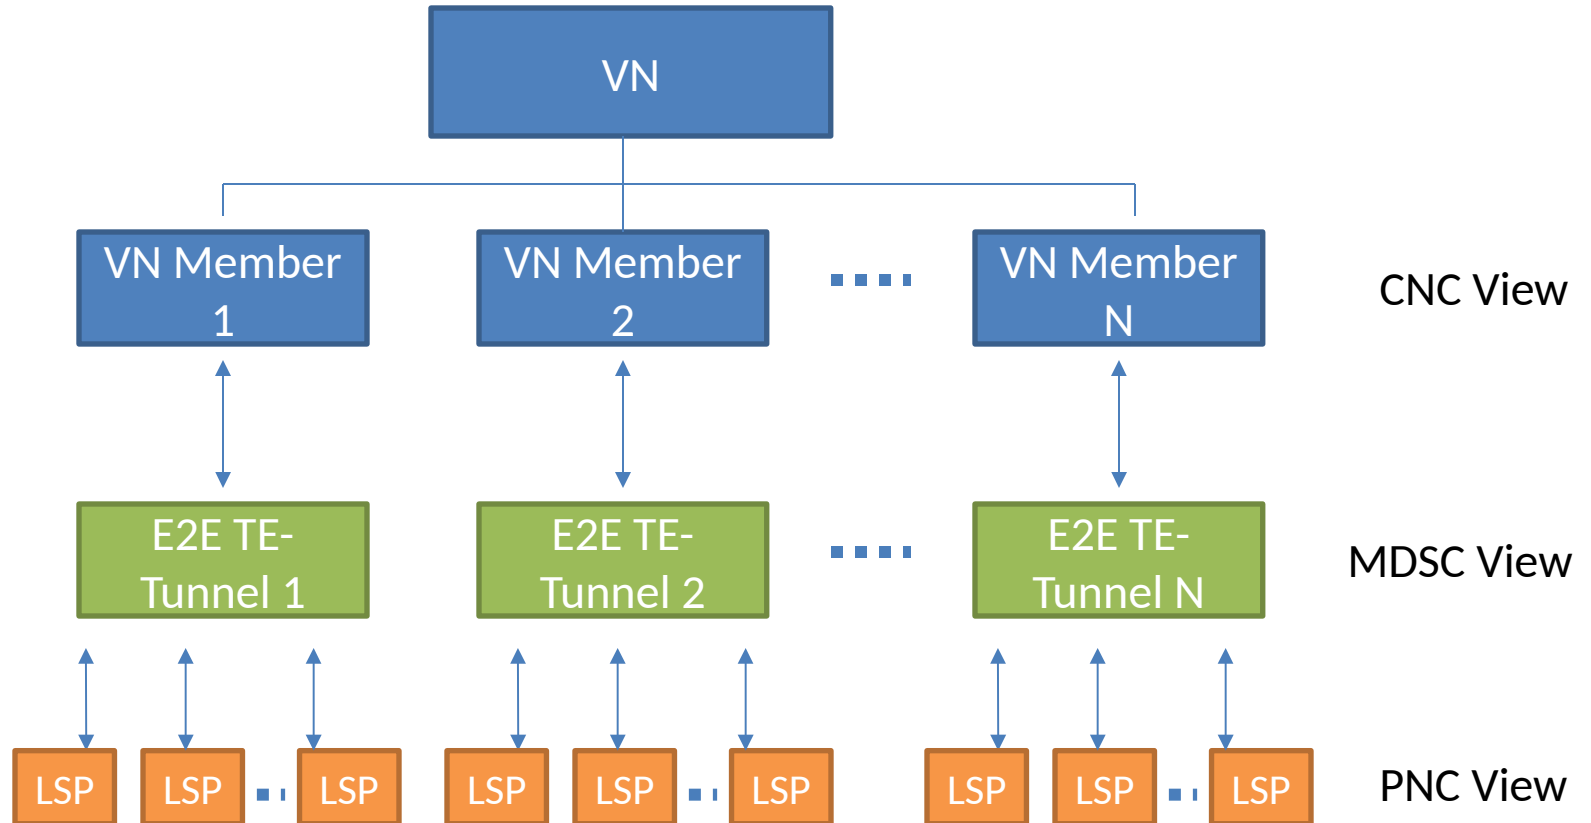 VN
VN Member
1
VN Member
2
VN Member
N
CNC View
E2E TE-
Tunnel 1
E2E TE-
Tunnel 2
E2E TE-
Tunnel N
MDSC View
LSP
LSP
LSP
LSP
LSP
LSP
LSP
LSP
LSP
PNC View